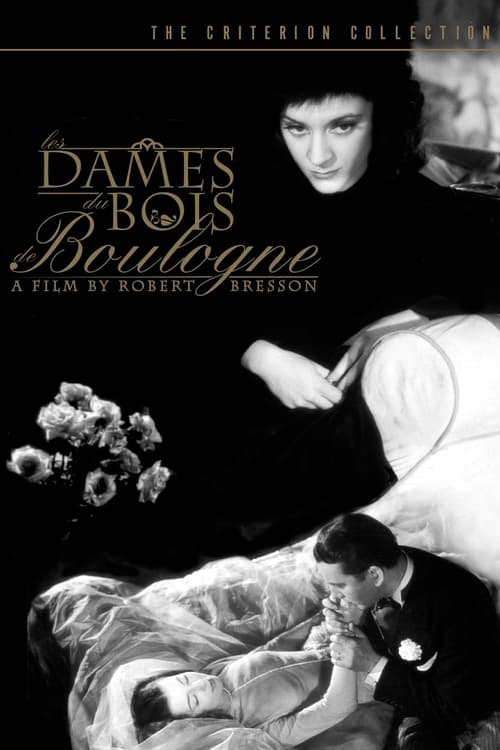 THE CRITERION COLLECTION
les
DAMES
du BOIS
de Boulogne
A FILM BY ROBERT BRESSON